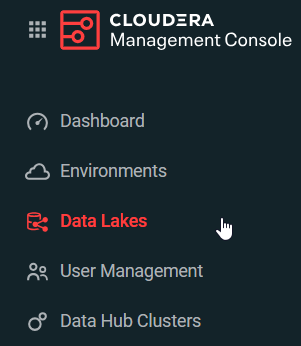 CLOUDERA
Management Console
Dashboard
Environments
Data Lakes
User Management
Data Hub Clusters